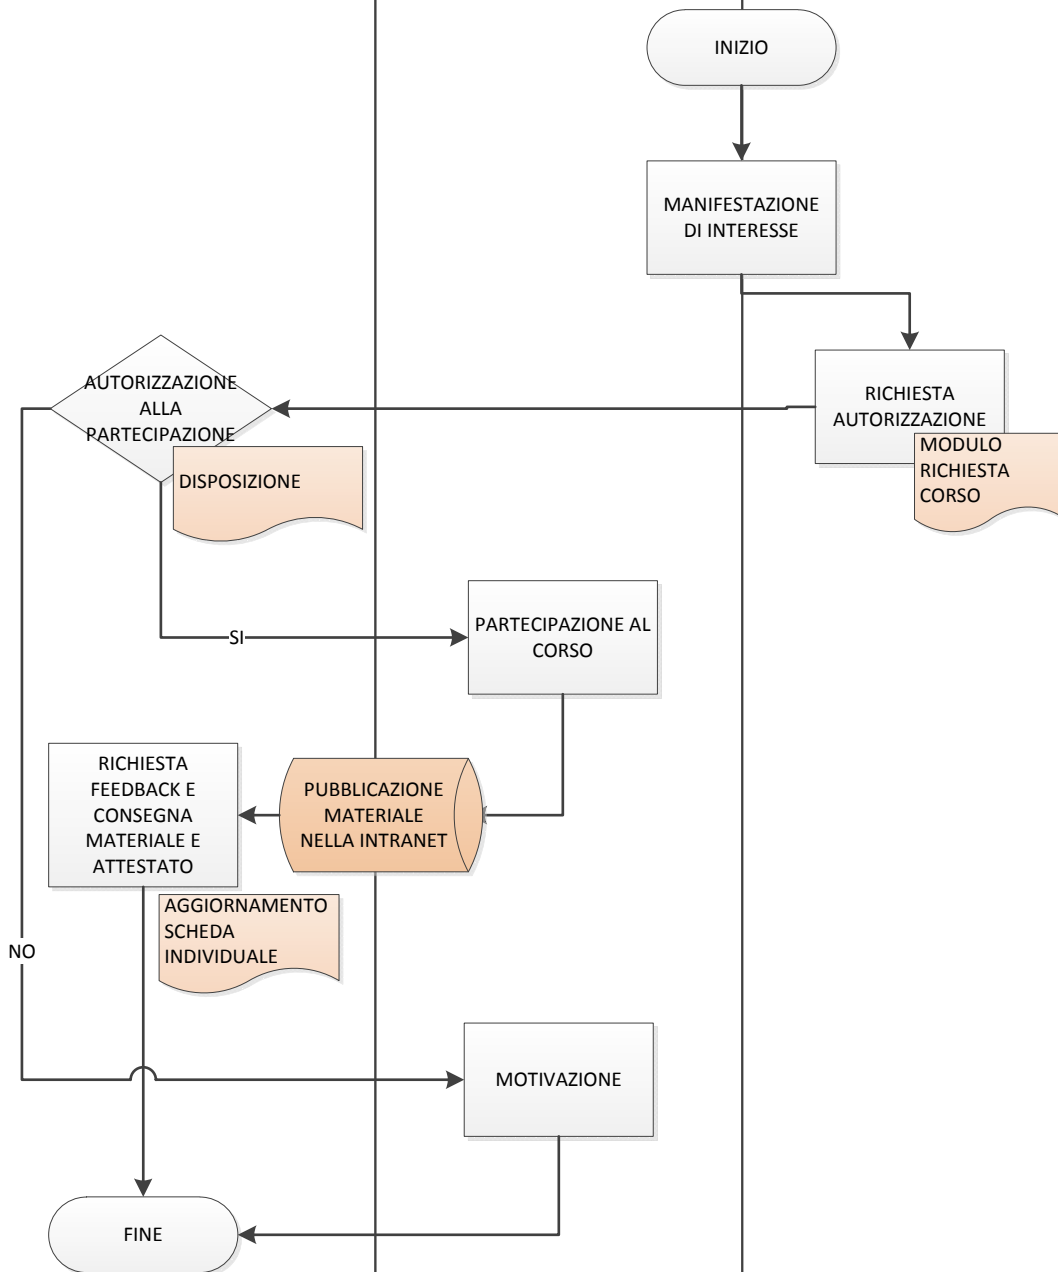 INIZIO
MANIFESTAZIONE
DI INTERESSE
AUTORIZZAZIONE
ALLA
PARTECIPAZIONE
RICHIESTA
AUTORIZZAZIONE
MODULO
RICHIESTA
CORSO
DISPOSIZIONE
SI
PARTECIPAZIONE AL
CORSO
RICHIESTA
FEEDBACK E
CONSEGNA
MATERIALE E
ATTESTATO
PUBBLICAZIONE
MATERIALE
NELLA INTRANET
AGGIORNAMENTO
SCHEDA
INDIVIDUALE
NO
MOTIVAZIONE
FINE